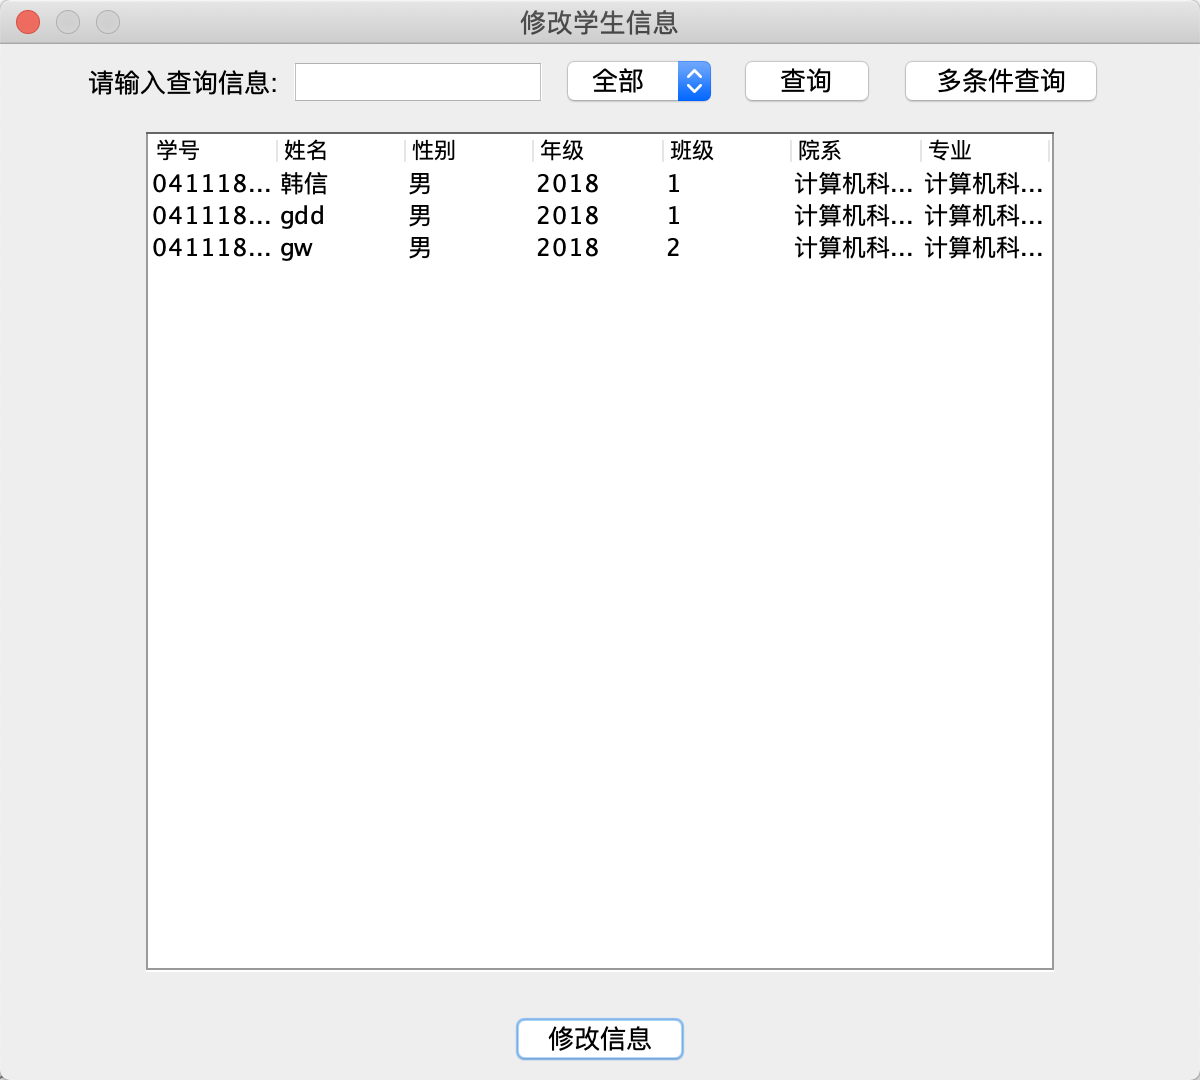 修改学生信息
请输入查询信息: 全部 查询 多条件查询
学号 姓名 性别 年级 班级 院系 专业
041118... 韩信 男 2018 1 计算机科... 计算机科...
041118... gdd 男 2018 1 计算机科... 计算机科...
041118... gw 男 2018 2 计算机科... 计算机科...
修改信息